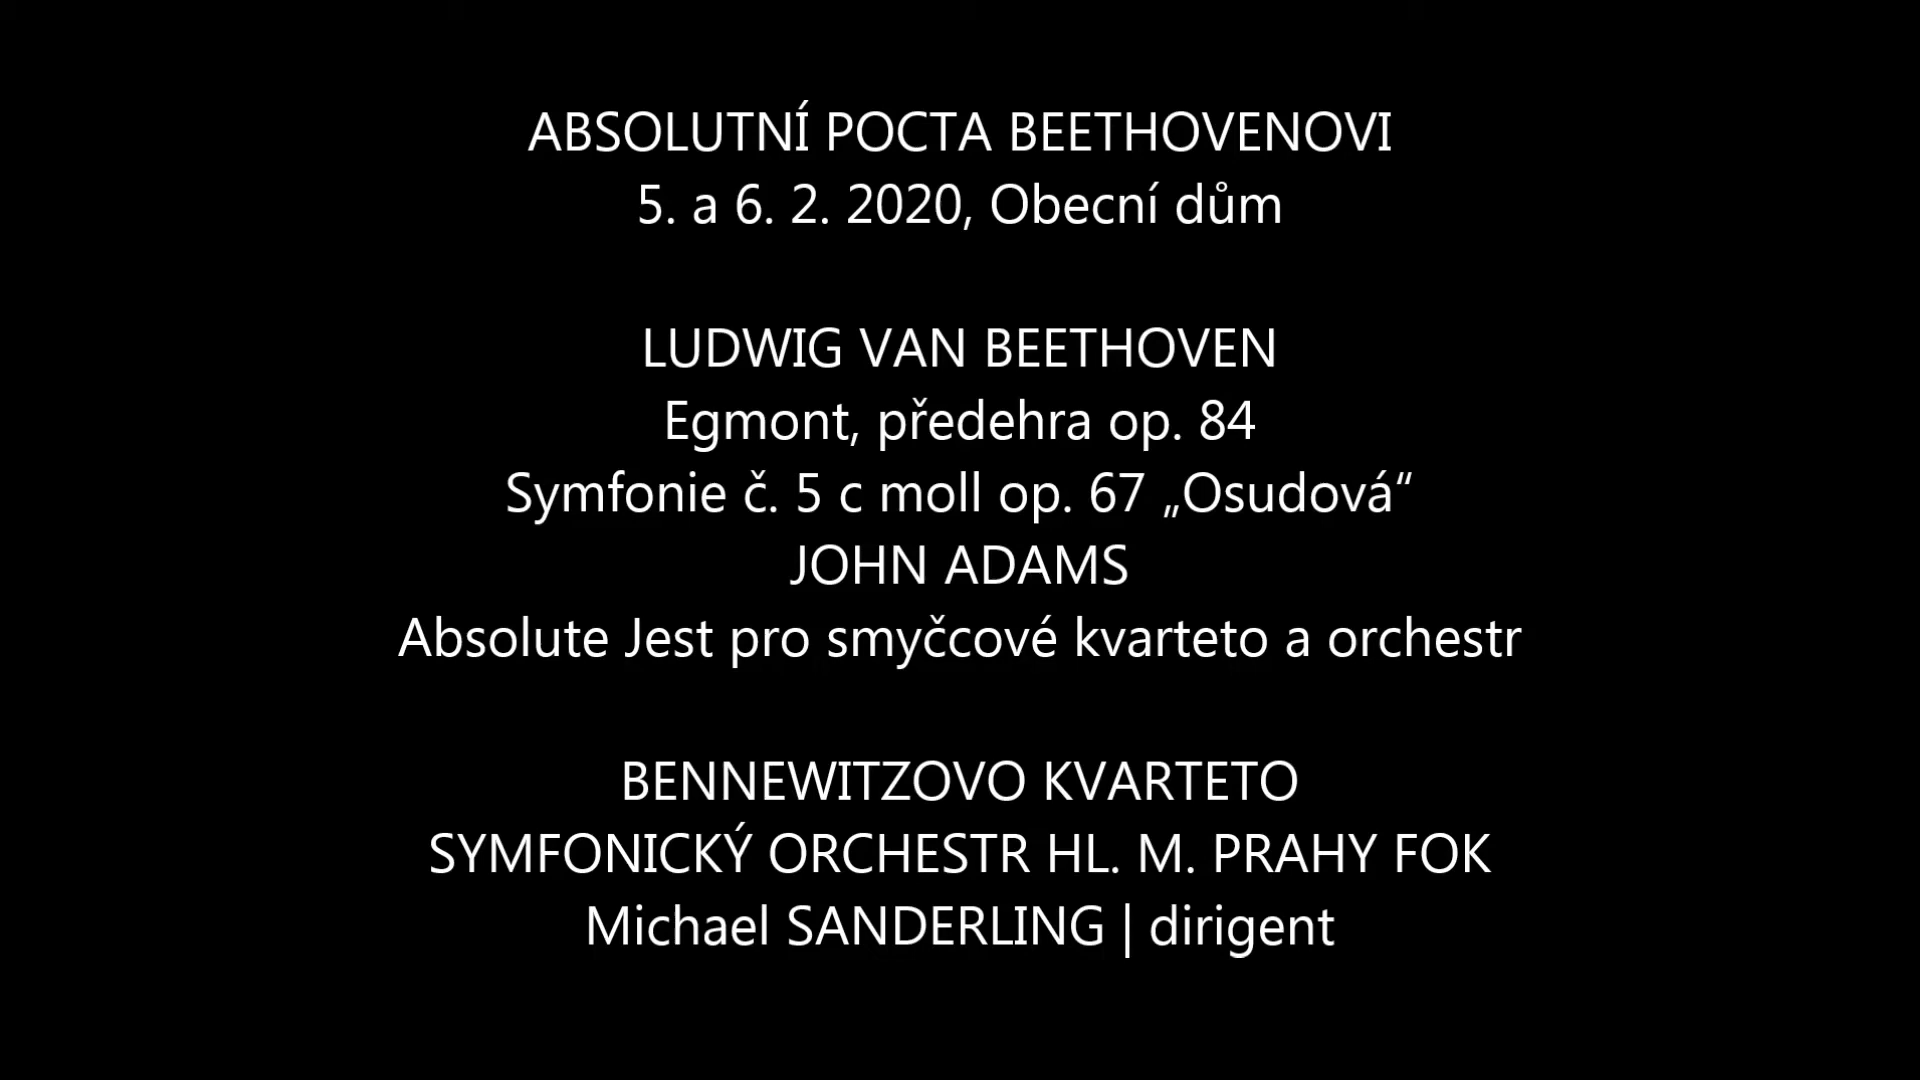 ABSOLUTNÍ POCTA BEETHOVENOVI
5. a 6. 2. 2020, Obecní dům
LUDWIG VAN BEETHOVEN
Egmont, předehra op. 84
Symfonie č. 5 c moll op. 67 „Osudová“
JOHN ADAMS
Absolute Jest pro smyčcové kvarteto a orchestr
BENNEWITZOVO KVARTETO
SYMFONICKÝ ORCHESTR HL. M. PRAHY FOK
Michael SANDERLING | dirigent